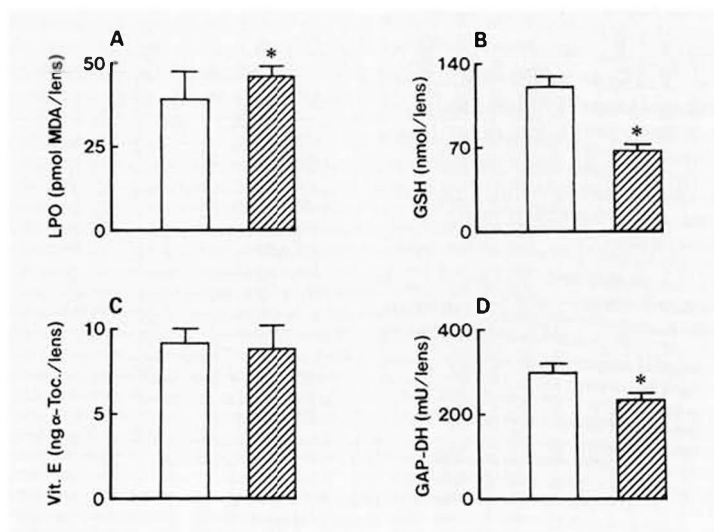 A
LPO (pmol MDA/lens)
50
25
0
*
B
GSH (nmol/lens)
140
70
0
*
C
Vit. E (ngα-Toc./lens)
10
5
0
D
GAP-DH (mU/lens)
400
200
0
*